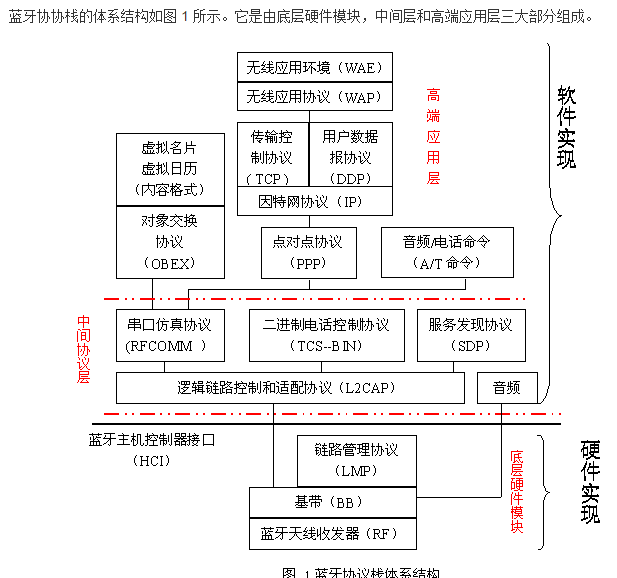 蓝牙协协栈的体系结构如图 1 所示。它是由底层硬件模块，中间层和高端应用层三大部分组成。
无线应用环境（WAE）
无线应用协议（WAP）
高端应用层
软件实现
传输控
制协议
（TCP）
用户数据
报协议
（DDP）
虚拟名片
虚拟日历
（内容格式）
因特网协议（IP）
对象交换
协议
（OBEX）
点对点协议
（PPP）
音频/电话命令
（A/T 命令）
中间协议层
串口仿真协议
（RFCOMM ）
二进制电话控制协议
（TCS--BIN）
服务发现协议
（SDP）
逻辑链路控制和适配协议（L2CAP）
音频
蓝牙主机控制器接口
（HCI）
链路管理协议
（LMP）
底层硬件模块
硬件实现
基带（BB）
蓝牙天线收发器（RF）
图 1 蓝牙协议栈体系结构